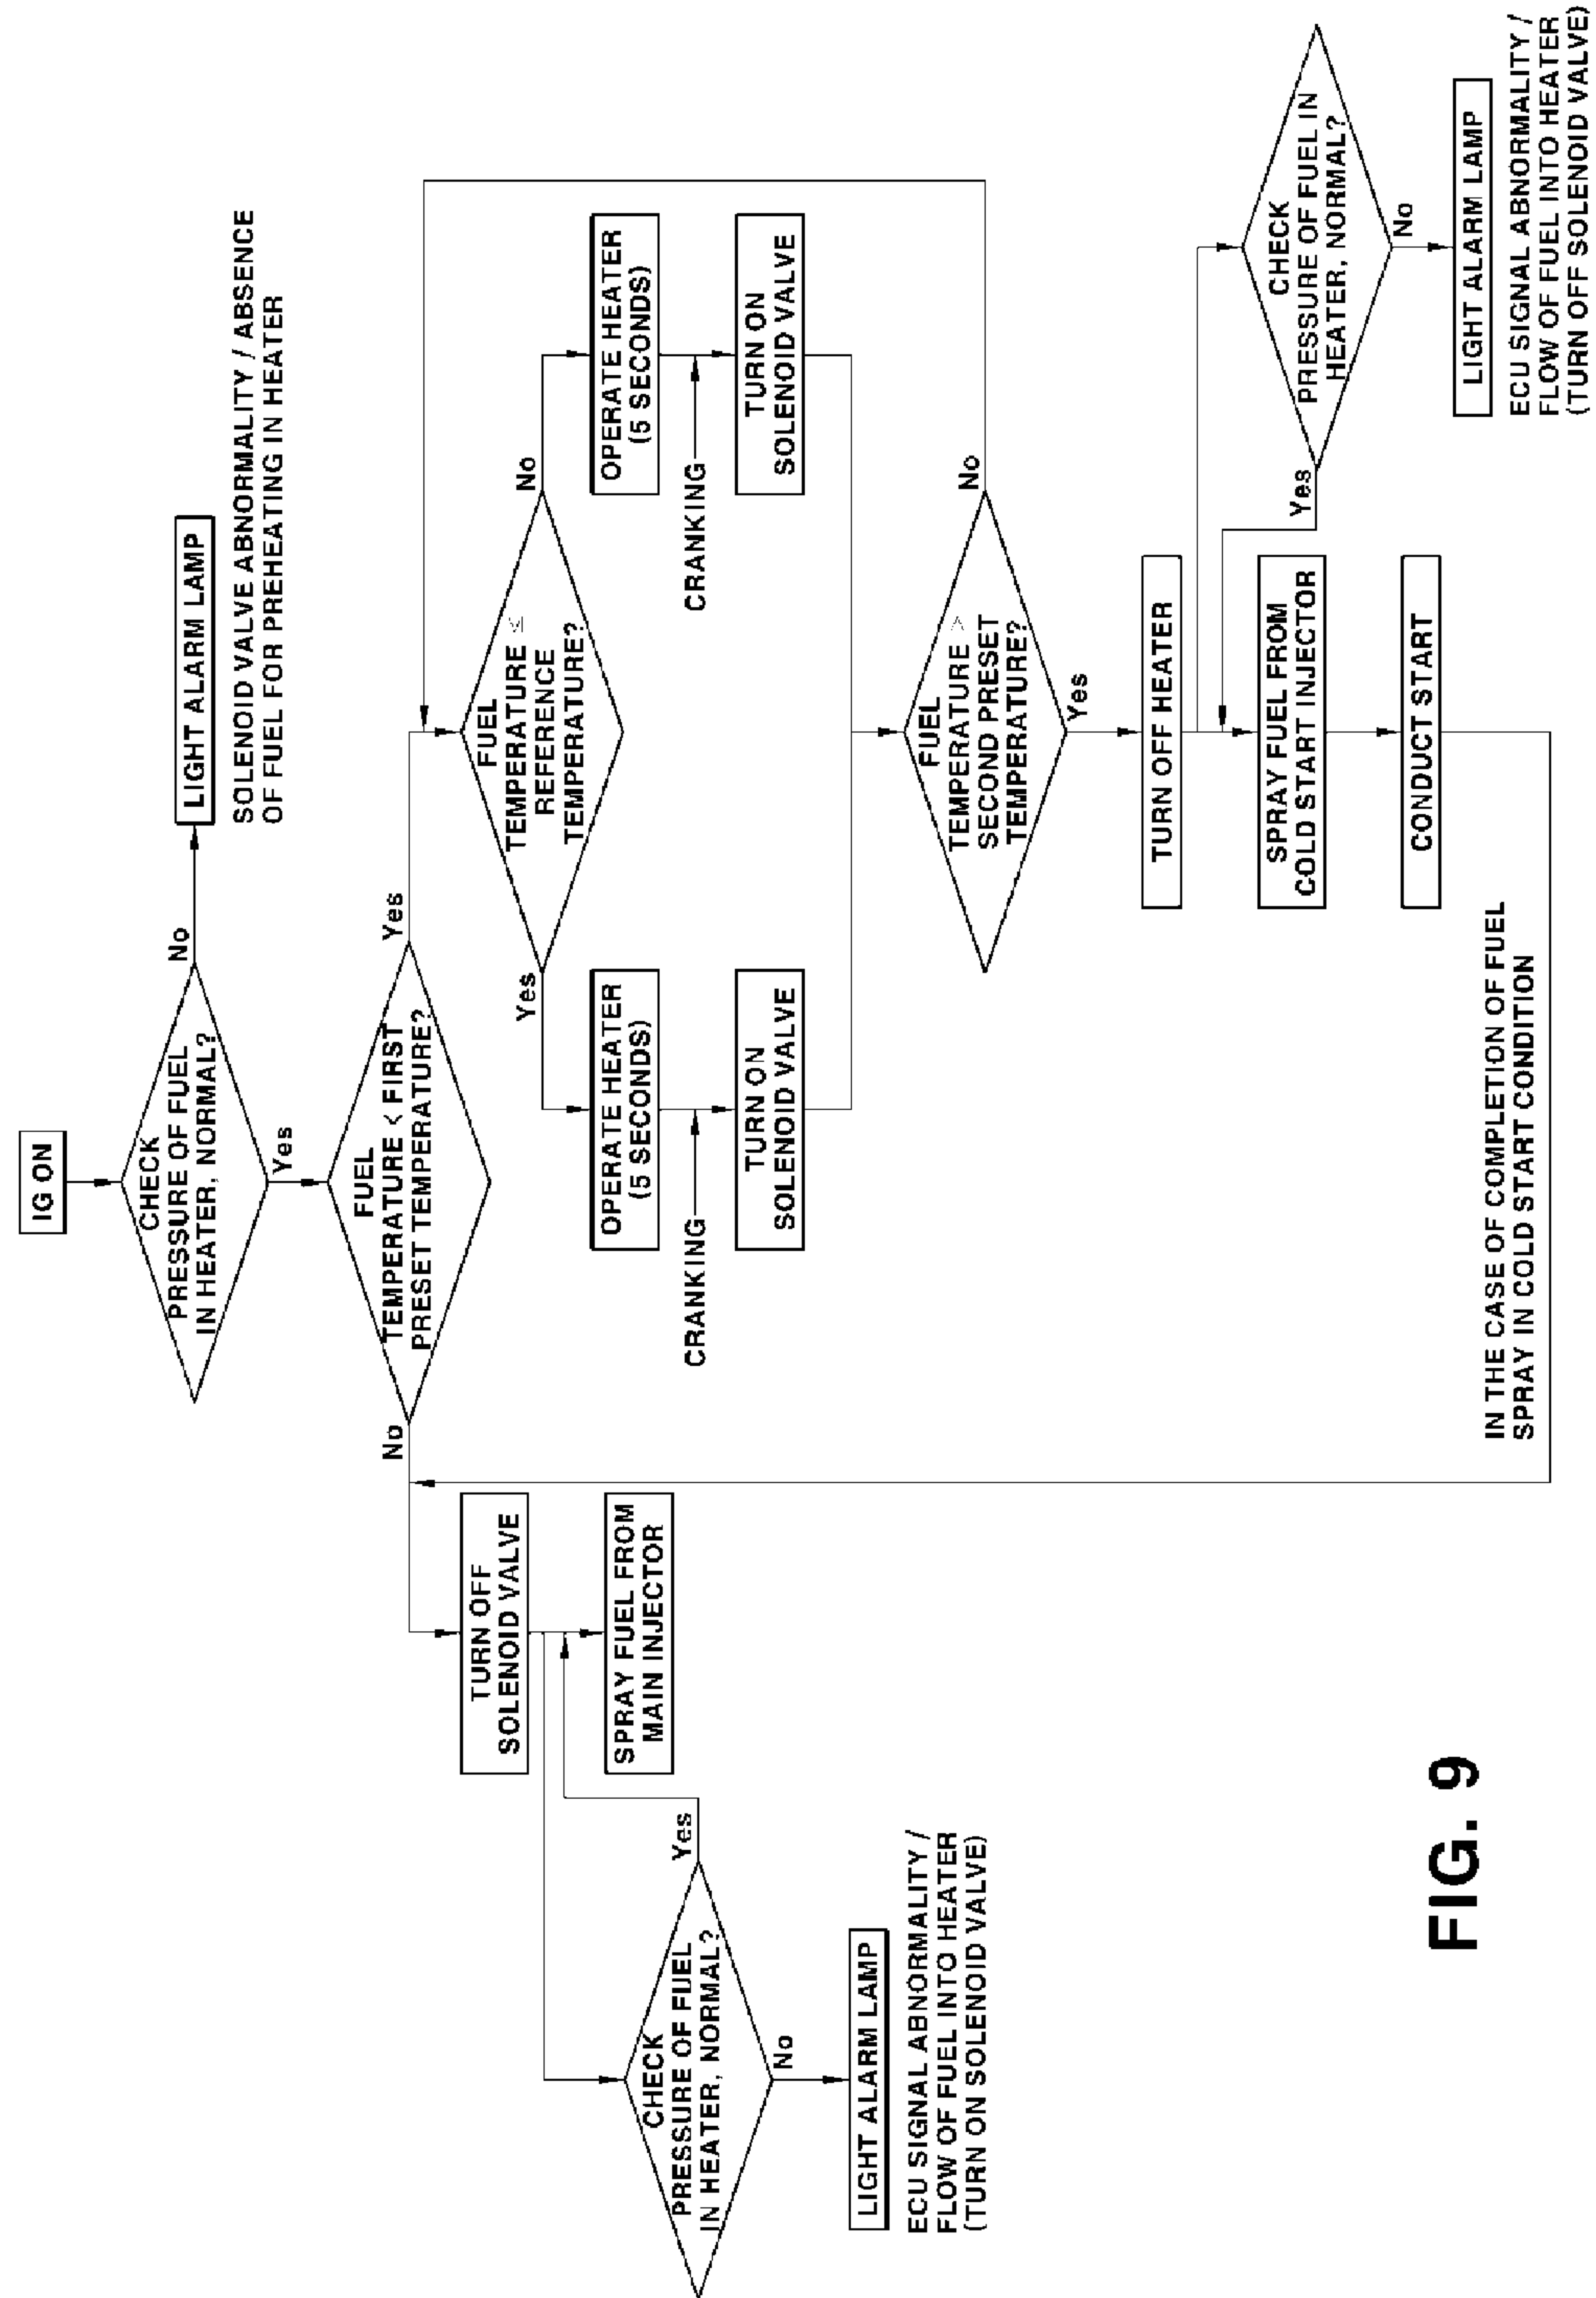 IG ON
CHECK
PRESSURE OF FUEL
IN HEATER, NORMAL?
No
LIGHT ALARM LAMP
SOLENOID VALVE ABNORMALITY / ABSENCE
OF FUEL FOR PREHEATING IN HEATER
Yes
FUEL
TEMPERATURE < FIRST
PRESET TEMPERATURE?
No
Yes
TURN OFF
SOLENOID VALVE
SPRAY FUEL FROM
MAIN INJECTOR
CHECK
PRESSURE OF FUEL
IN HEATER, NORMAL?
Yes
No
LIGHT ALARM LAMP
ECU SIGNAL ABNORMALITY /
FLOW OF FUEL INTO HEATER
(TURN ON SOLENOID VALVE)
FUEL
TEMPERATURE ≤
REFERENCE
TEMPERATURE?
Yes
No
OPERATE HEATER
(5 SECONDS)
CRANKING
TURN ON
SOLENOID VALVE
OPERATE HEATER
(5 SECONDS)
CRANKING
TURN ON
SOLENOID VALVE
FUEL
TEMPERATURE >
SECOND PRESET
TEMPERATURE?
No
Yes
TURN OFF HEATER
SPRAY FUEL FROM
COLD START INJECTOR
CONDUCT START
CHECK
PRESSURE OF FUEL IN
HEATER, NORMAL?
Yes
No
LIGHT ALARM LAMP
ECU SIGNAL ABNORMALITY /
FLOW OF FUEL INTO HEATER
(TURN OFF SOLENOID VALVE)
IN THE CASE OF COMPLETION OF FUEL
SPRAY IN COLD START CONDITION
FIG. 9